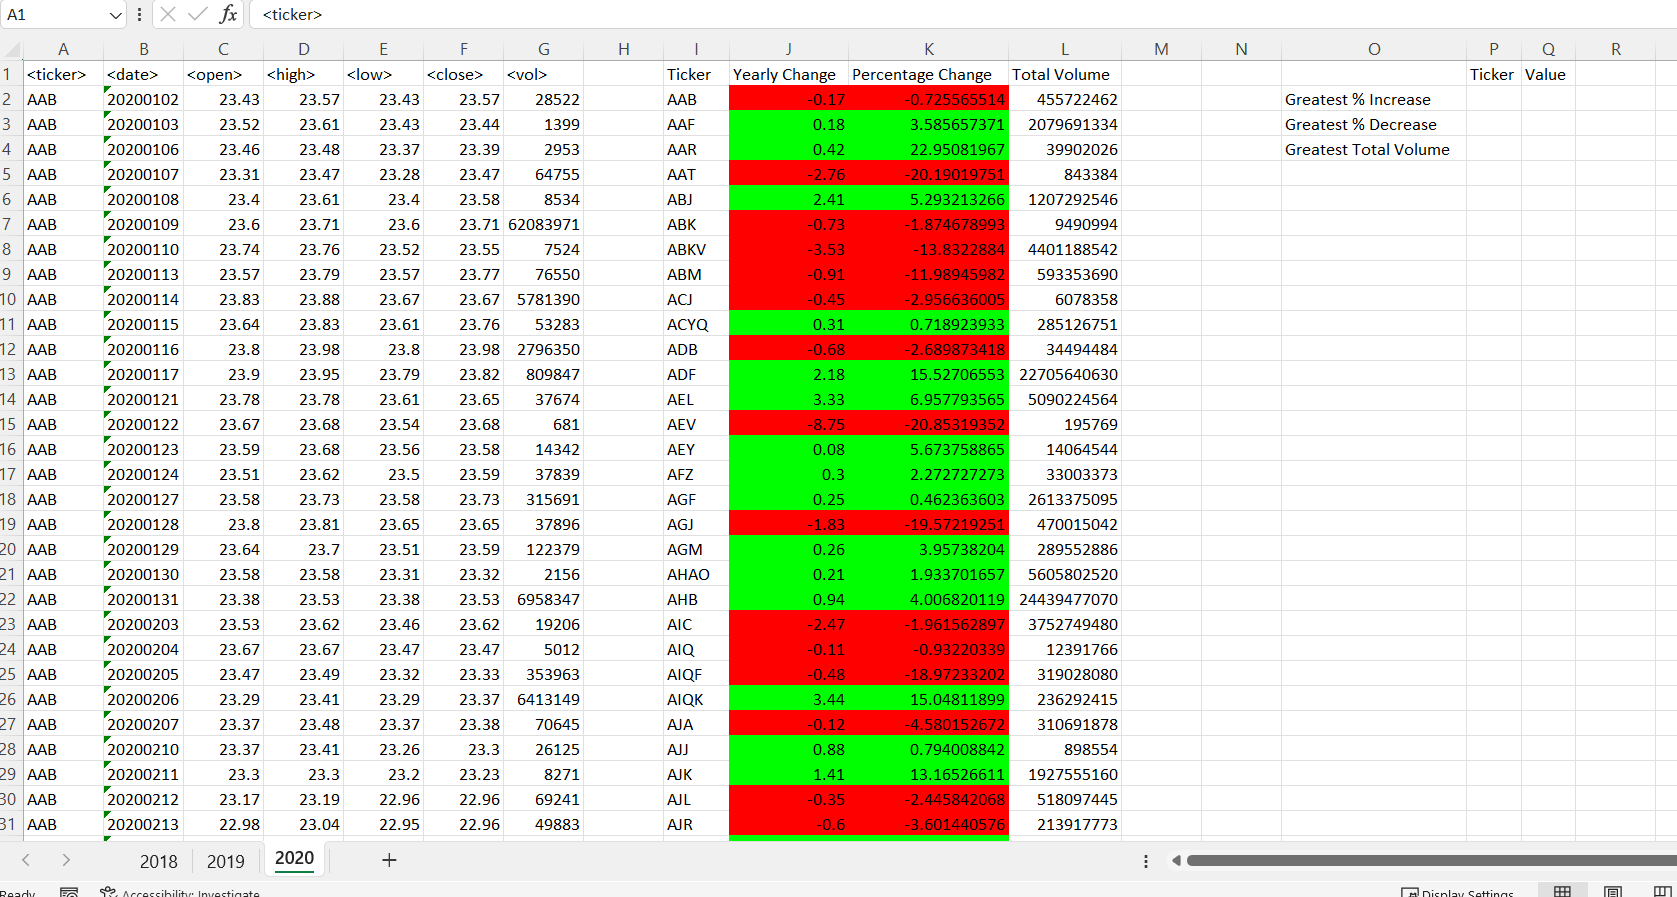 A1 fx <ticker>
A B C D E F G H I J K L M N O P Q R
1 <ticker> <date> <open> <high> <low> <close> <vol> Ticker Yearly Change Percentage Change Total Volume Ticker Value
2 AAB 20200102 23.43 23.57 23.43 23.57 28522 AAB -0.17 -0.725565514 455722462 Greatest % Increase
3 AAB 20200103 23.52 23.61 23.43 23.44 1399 AAF 0.18 3.585657371 2079691334 Greatest % Decrease
4 AAB 20200106 23.46 23.48 23.37 23.39 2953 AAR 0.42 22.95081967 39902026 Greatest Total Volume
5 AAB 20200107 23.31 23.47 23.28 23.47 64755 AAT -2.76 -20.19019751 843384
6 AAB 20200108 23.4 23.61 23.4 23.58 8534 ABJ 2.41 5.293213266 1207292546
7 AAB 20200109 23.6 23.71 23.6 23.71 62083971 ABK -0.73 -1.874678993 9490994
8 AAB 20200110 23.74 23.76 23.52 23.55 7524 ABKV -3.53 -13.8322884 4401188542
9 AAB 20200113 23.57 23.79 23.57 23.77 76550 ABM -0.91 -11.98945982 593353690
10 AAB 20200114 23.83 23.88 23.67 23.67 5781390 ACJ -0.45 -2.956636005 6078358
11 AAB 20200115 23.64 23.83 23.61 23.76 53283 ACYQ 0.31 0.718923933 285126751
12 AAB 20200116 23.8 23.98 23.8 23.98 2796350 ADB -0.68 -2.689873418 34494484
13 AAB 20200117 23.9 23.95 23.79 23.82 809847 ADF 2.18 15.52706553 22705640630
14 AAB 20200121 23.78 23.78 23.61 23.65 37674 AEL 3.33 6.957793565 5090224564
15 AAB 20200122 23.67 23.68 23.54 23.68 681 AEV -8.75 -20.85319352 195769
16 AAB 20200123 23.59 23.68 23.56 23.58 14342 AEY 0.08 5.673758865 14064544
17 AAB 20200124 23.51 23.62 23.5 23.59 37839 AFZ 0.3 2.272727273 33003373
18 AAB 20200127 23.58 23.73 23.58 23.73 315691 AGF 0.25 0.462363603 2613375095
19 AAB 20200128 23.8 23.81 23.65 23.65 37896 AGJ -1.83 -19.57219251 470015042
20 AAB 20200129 23.64 23.7 23.51 23.59 122379 AGM 0.26 3.95738204 289552886
21 AAB 20200130 23.58 23.58 23.31 23.32 2156 AHAO 0.21 1.933701657 5605802520
22 AAB 20200131 23.38 23.53 23.38 23.53 6958347 AHB 0.94 4.006820119 24439477070
23 AAB 20200203 23.53 23.62 23.46 23.62 19206 AIC -2.47 -1.961562897 3752749480
24 AAB 20200204 23.67 23.67 23.47 23.47 5012 AIQ -0.11 -0.93220339 12391766
25 AAB 20200205 23.47 23.49 23.32 23.33 353963 AIQF -0.48 -18.97233202 319028080
26 AAB 20200206 23.29 23.41 23.29 23.37 6413149 AIQK 3.44 15.04811899 236292415
27 AAB 20200207 23.37 23.48 23.37 23.38 70645 AJA -0.12 -4.580152672 310691878
28 AAB 20200210 23.37 23.41 23.26 23.3 26125 AJJ 0.88 0.794008842 898554
29 AAB 20200211 23.3 23.3 23.2 23.23 8271 AJK 1.41 13.16526611 1927555160
30 AAB 20200212 23.17 23.19 22.96 22.96 69241 AJL -0.35 -2.445842068 518097445
31 AAB 20200213 22.98 23.04 22.95 22.96 49883 AJR -0.6 -3.601440576 213917773
2018 2019 2020 +
Ready Accessibility: Investigate Display Settings